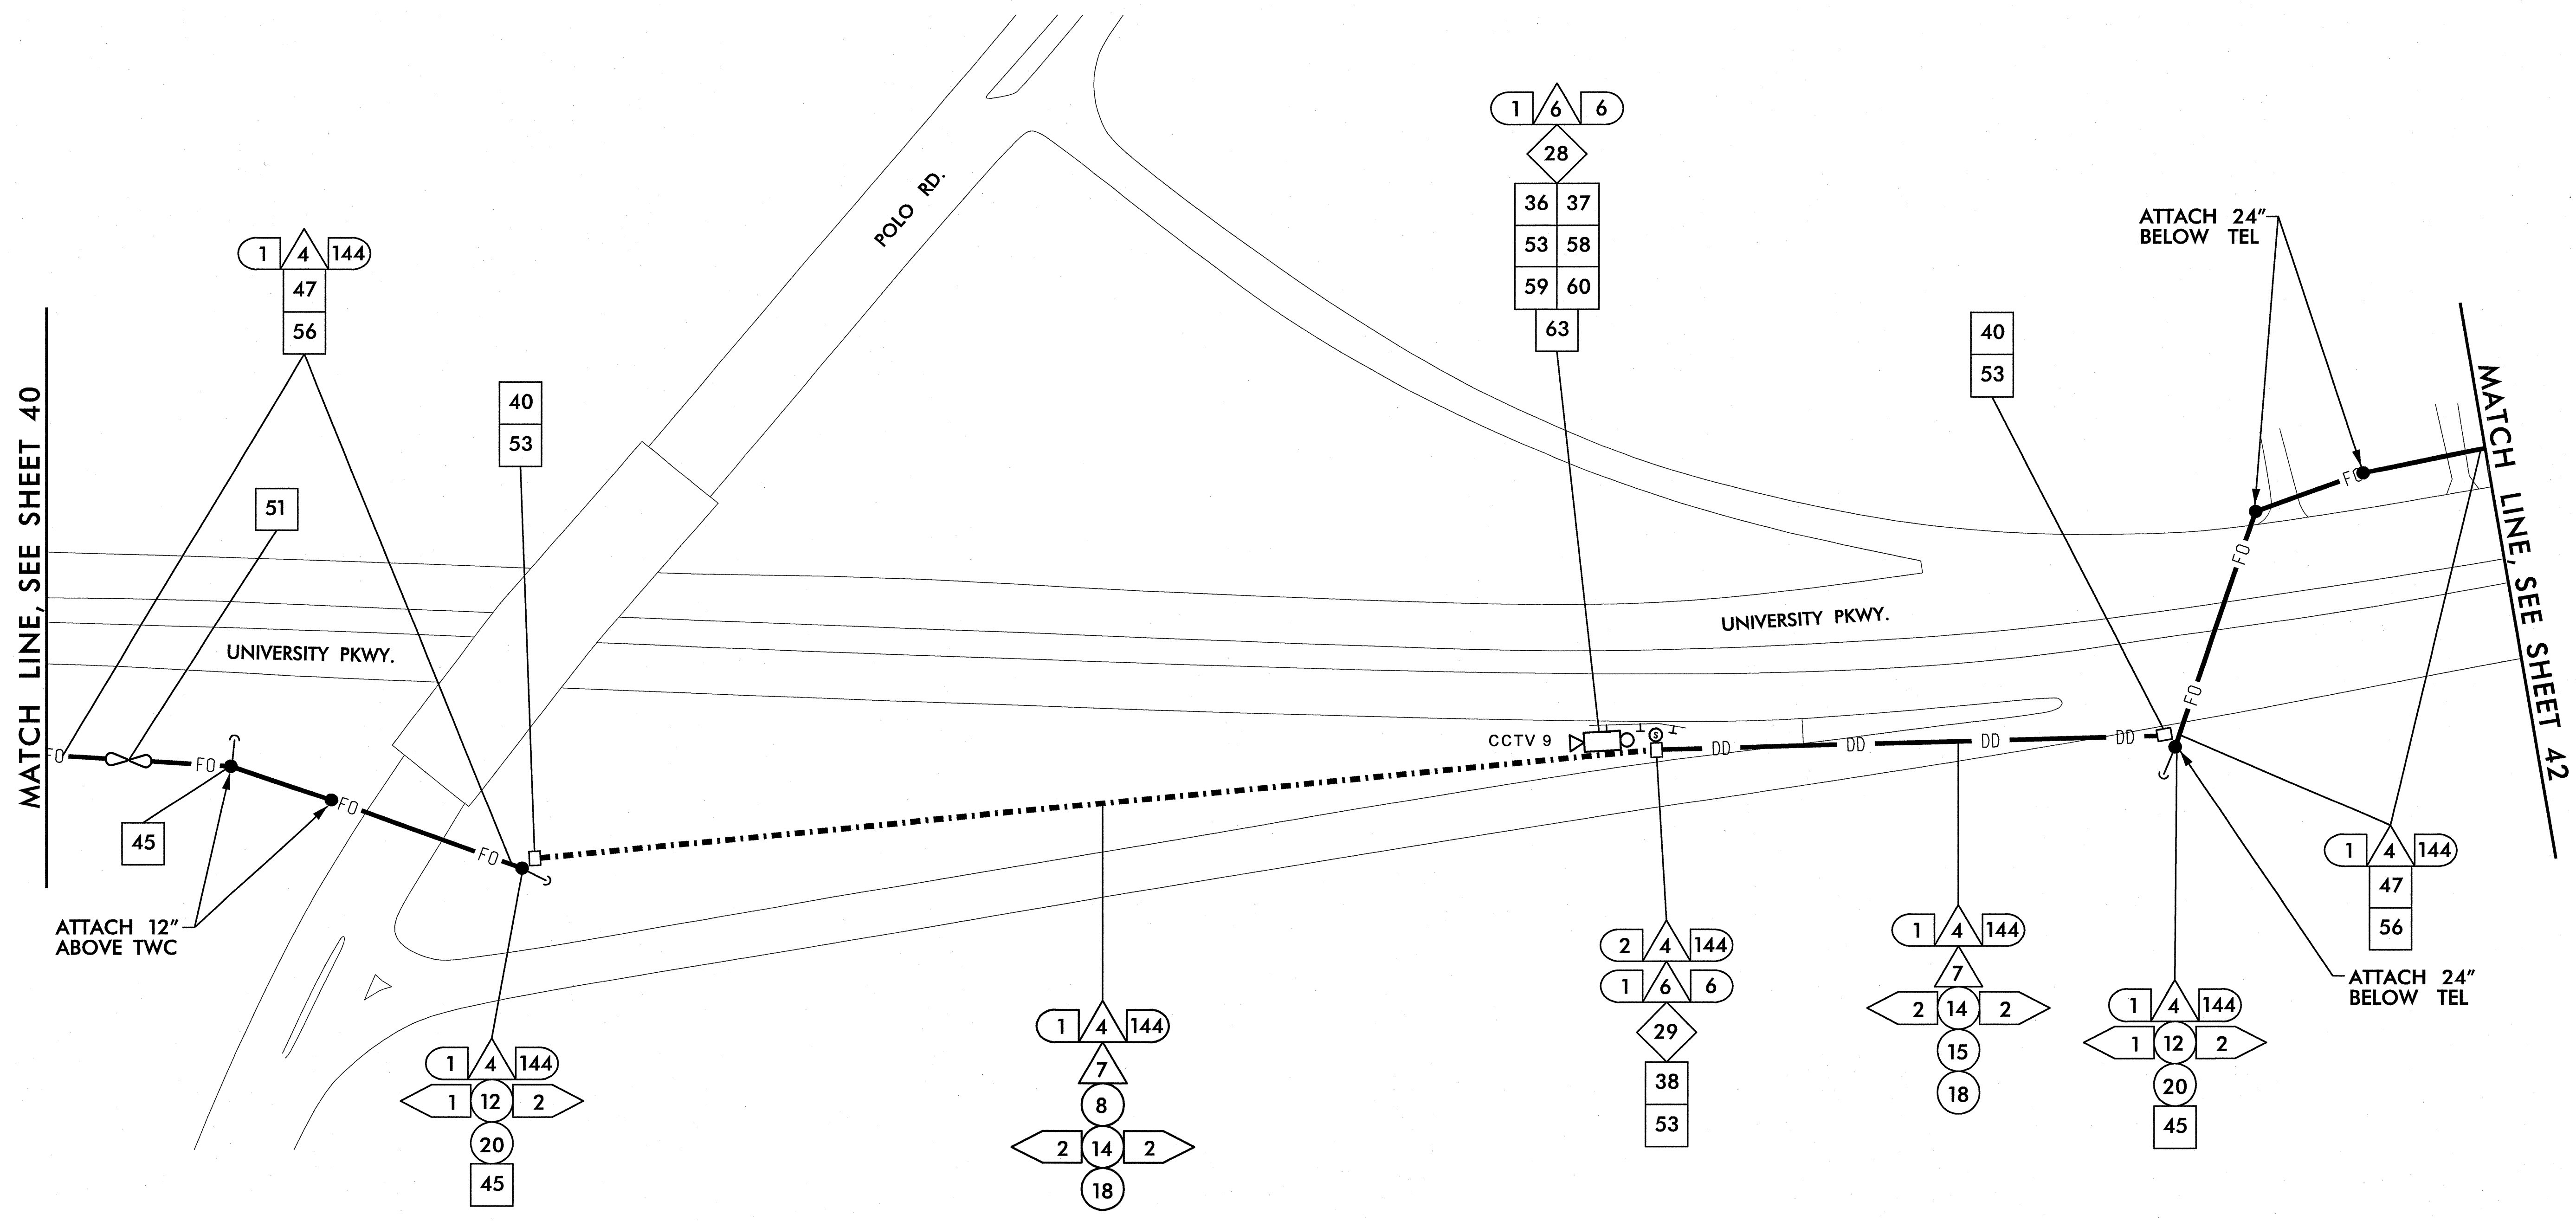 1 6 6
28
36 37
53 58
59 60
63
POLO RD.
ATTACH 24"
BELOW TEL
1 4 144
47
56
40
53
40
53
51
MATCH LINE, SEE SHEET 40
MATCH LINE, SEE SHEET 42
UNIVERSITY PKWY.
UNIVERSITY PKWY.
FO
FO
FO
FO
FO
FO
FO
CCTV 9
S
DD
DD
DD
DD
45
ATTACH 12"
ABOVE TWC
1 4 144
47
56
ATTACH 24"
BELOW TEL
1 4 144
1 12 2
20
45
1 4 144
7
8
2 14 2
18
2 4 144
1 6 6
29
38
53
1 4 144
7
2 14 2
15
18
1 4 144
1 12 2
20
45